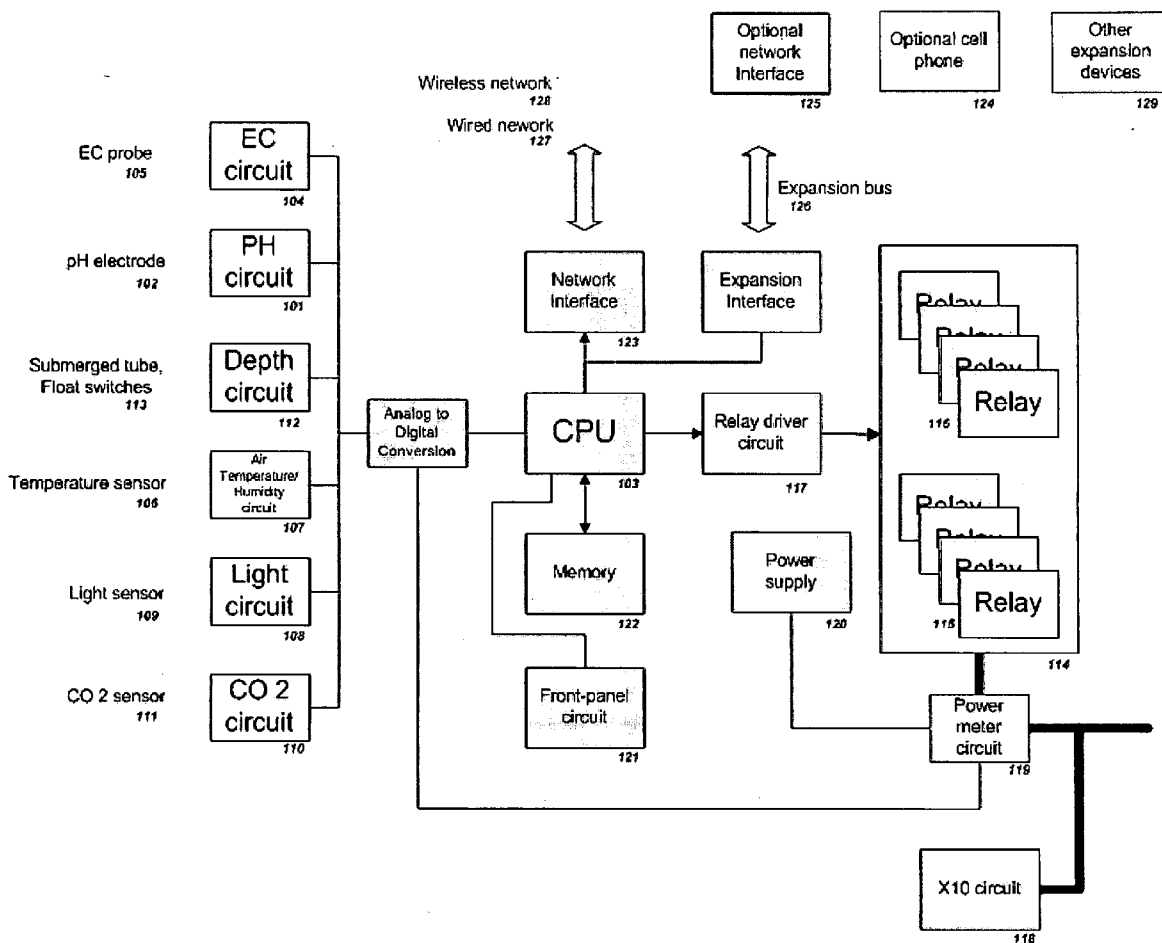 Optional
network
Interface
125
Optional cell
phone
124
Other
expansion
devices
129
Wireless network
128
Wired nework
127
Expansion bus
126
EC probe
105
EC
circuit
104
pH electrode
102
PH
circuit
101
Submerged tube,
Float switches
113
Depth
circuit
112
Temperature sensor
106
Air
Temperature/
Humidity
circuit
107
Light sensor
109
Light
circuit
108
CO 2 sensor
111
CO 2
circuit
110
Analog to
Digital
Conversion
Network
Interface
123
Expansion
Interface
CPU
103
Relay driver
circuit
117
Memory
122
Power
supply
120
Front-panel
circuit
121
Relay
Relay
Relay
Relay
116
Relay
Relay
Relay
Relay
115
114
Power
meter
circuit
119
X10 circuit
118